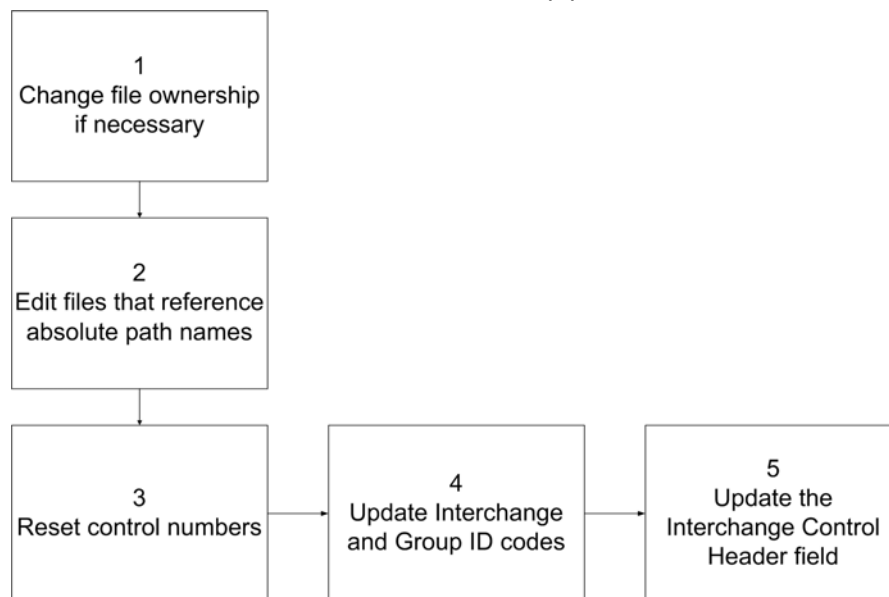 1
Change file ownership
if necessary
2
Edit files that reference
absolute path names
3
Reset control numbers
4
Update Interchange
and Group ID codes
5
Update the
Interchange Control
Header field